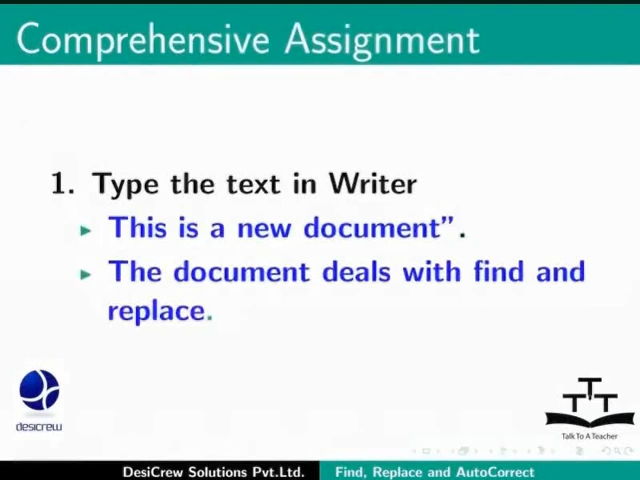 Comprehensive Assignment
1. Type the text in Writer
This is a new document”.
The document deals with find and
replace.
desicrew
TTT
Talk To A Teacher
DesiCrew Solutions Pvt.Ltd. Find, Replace and AutoCorrect